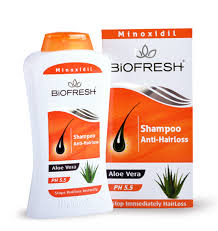 Minoxidil
BIOFRESH®
Shampoo
Anti-Hairloss
Aloe Vera
PH 5.5
Minoxidil
BIOFRESH®
Shampoo
Anti-Hairloss
Aloe Vera
PH 5.5
Stop Immediately HairLoss